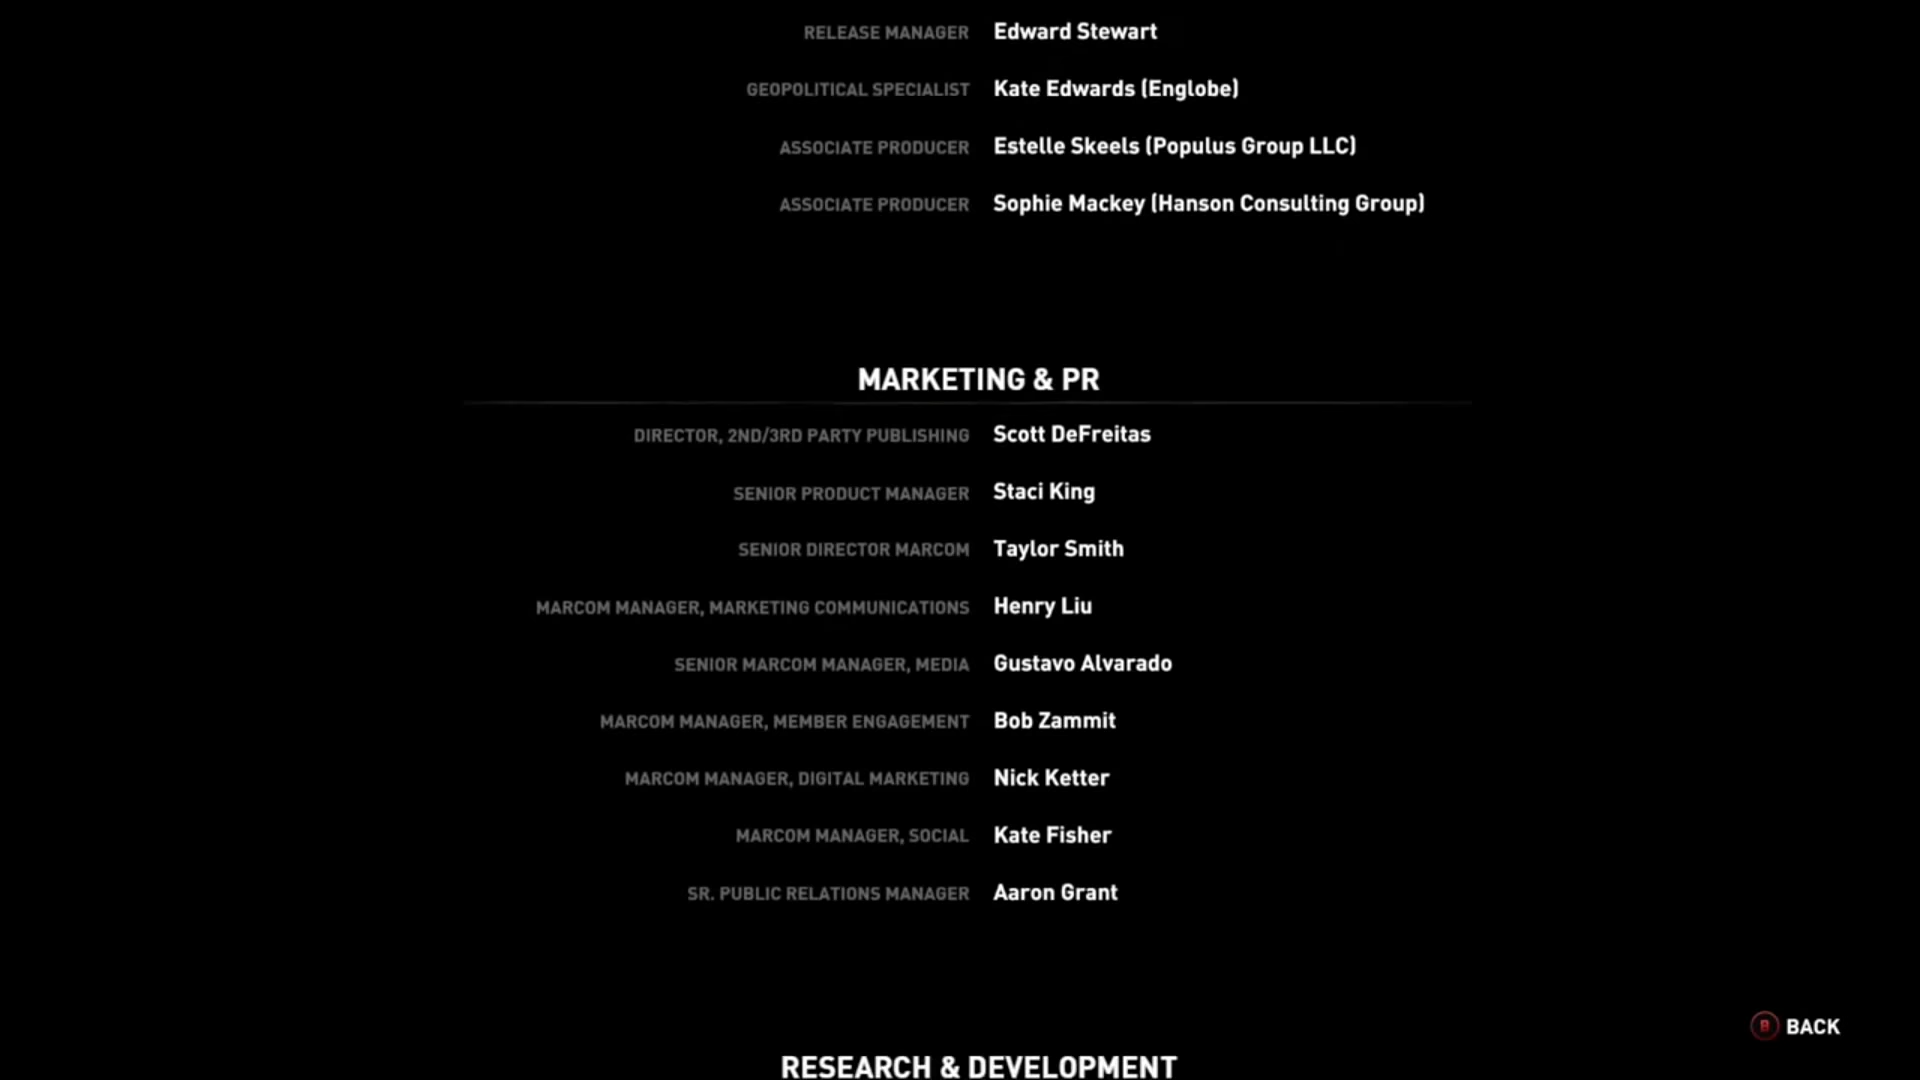 RELEASE MANAGER Edward Stewart
GEOPOLITICAL SPECIALIST Kate Edwards (Englobe)
ASSOCIATE PRODUCER Estelle Skeels (Populus Group LLC)
ASSOCIATE PRODUCER Sophie Mackey (Hanson Consulting Group)
MARKETING & PR
DIRECTOR, 2ND/3RD PARTY PUBLISHING Scott DeFreitas
SENIOR PRODUCT MANAGER Staci King
SENIOR DIRECTOR MARCOM Taylor Smith
MARCOM MANAGER, MARKETING COMMUNICATIONS Henry Liu
SENIOR MARCOM MANAGER, MEDIA Gustavo Alvarado
MARCOM MANAGER, MEMBER ENGAGEMENT Bob Zammit
MARCOM MANAGER, DIGITAL MARKETING Nick Ketter
MARCOM MANAGER, SOCIAL Kate Fisher
SR. PUBLIC RELATIONS MANAGER Aaron Grant
B BACK
RESEARCH & DEVELOPMENT